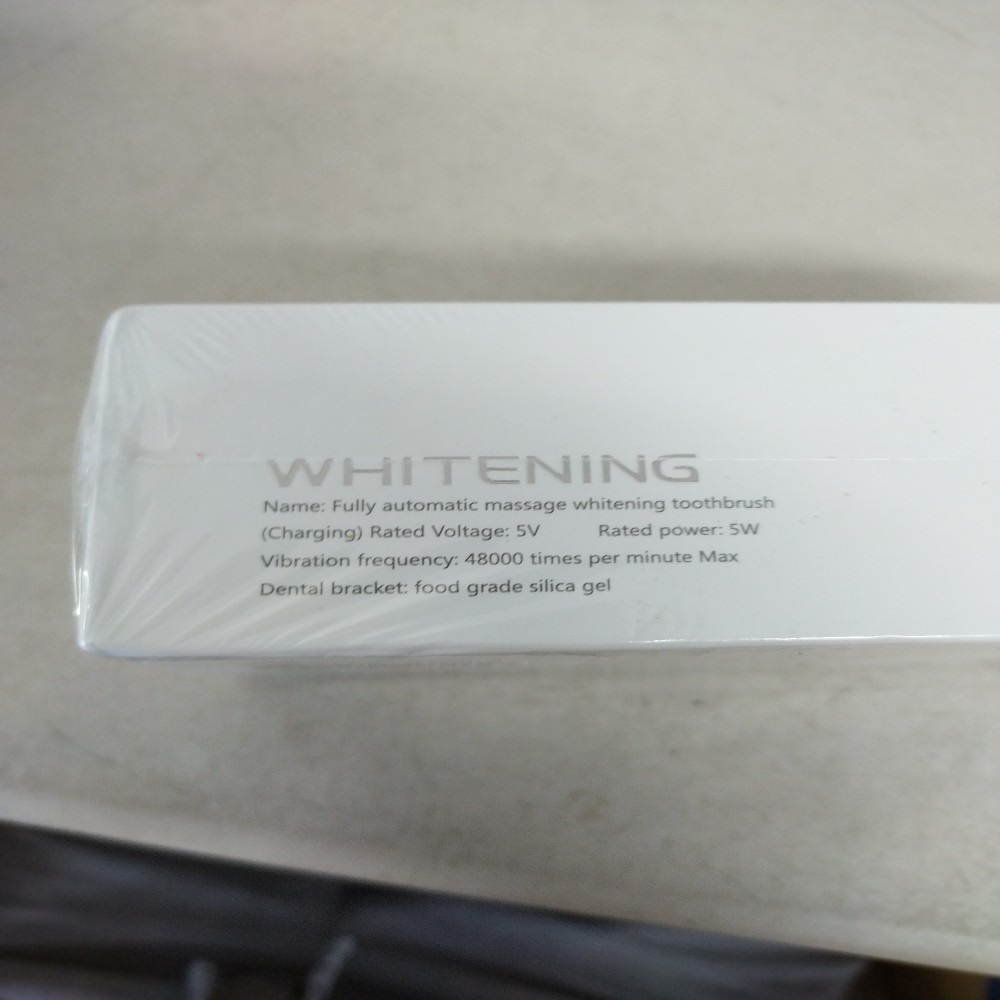 WHITENING
Name: Fully automatic massage whitening toothbrush
(Charging) Rated Voltage: 5V Rated power: 5W
Vibration frequency: 48000 times per minute Max
Dental bracket: food grade silica gel